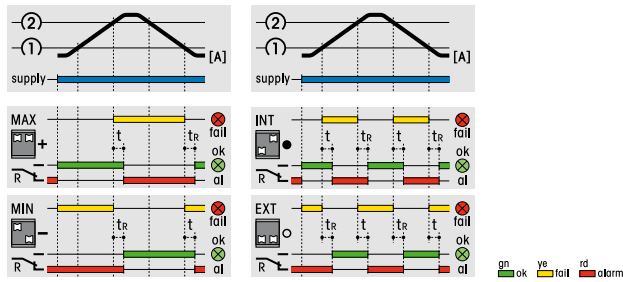 2
1
[A]
supply
2
1
[A]
supply
MAX
fail
+
t
tR
ok
R
al
INT
fail
t
tR
t
tR
ok
R
al
MIN
fail
−
tR
t
ok
R
al
EXT
fail
tR
t
tR
t
ok
R
al
gn ye rd
ok fail alarm